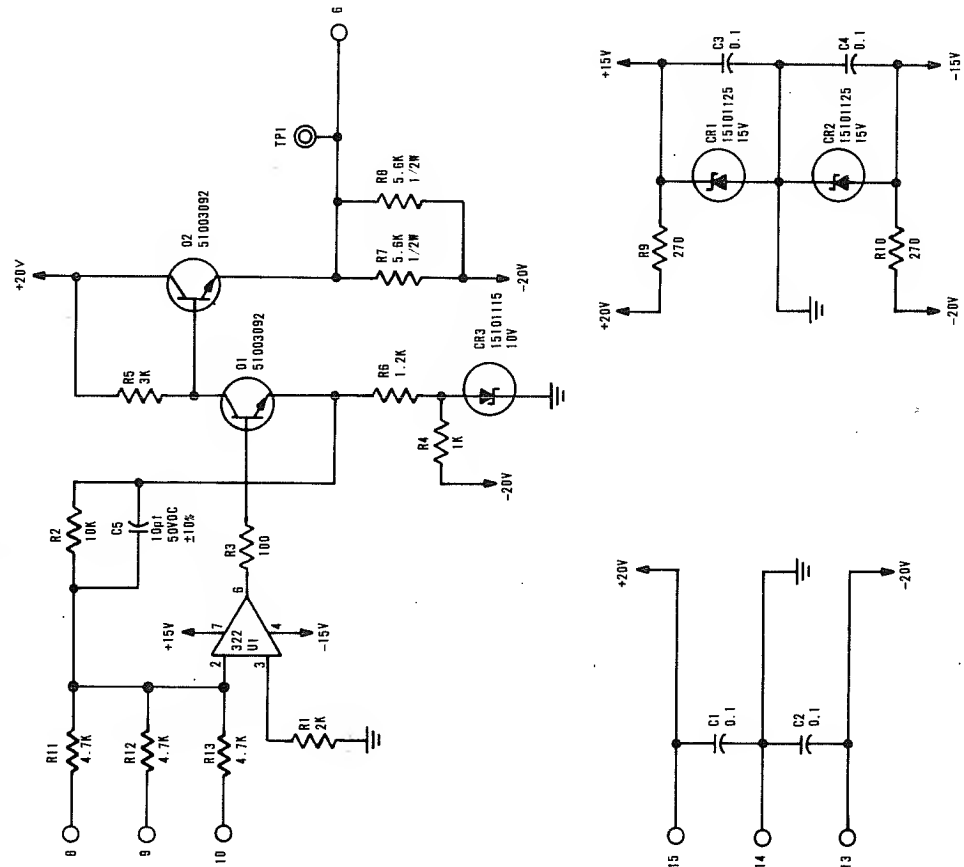 8
R11
4.7K
9
R12
4.7K
10
R13
4.7K
R2
10K
C5
10pf
50VDC
±10%
+15V
7
2
322
U1
6
3
4
-15V
R1
2K
R3
100
+20V
R5
3K
Q2
51003092
Q1
51003092
R6
1.2K
R4
1K
-20V
CR3
15101115
10V
TP1
6
R7
5.6K
1/2W
R8
5.6K
1/2W
-20V
15
14
13
C1
0.1
C2
0.1
+20V
-20V
+20V
R9
270
CR1
15101125
15V
CR2
15101125
15V
R10
270
-20V
+15V
C3
0.1
C4
0.1
-15V